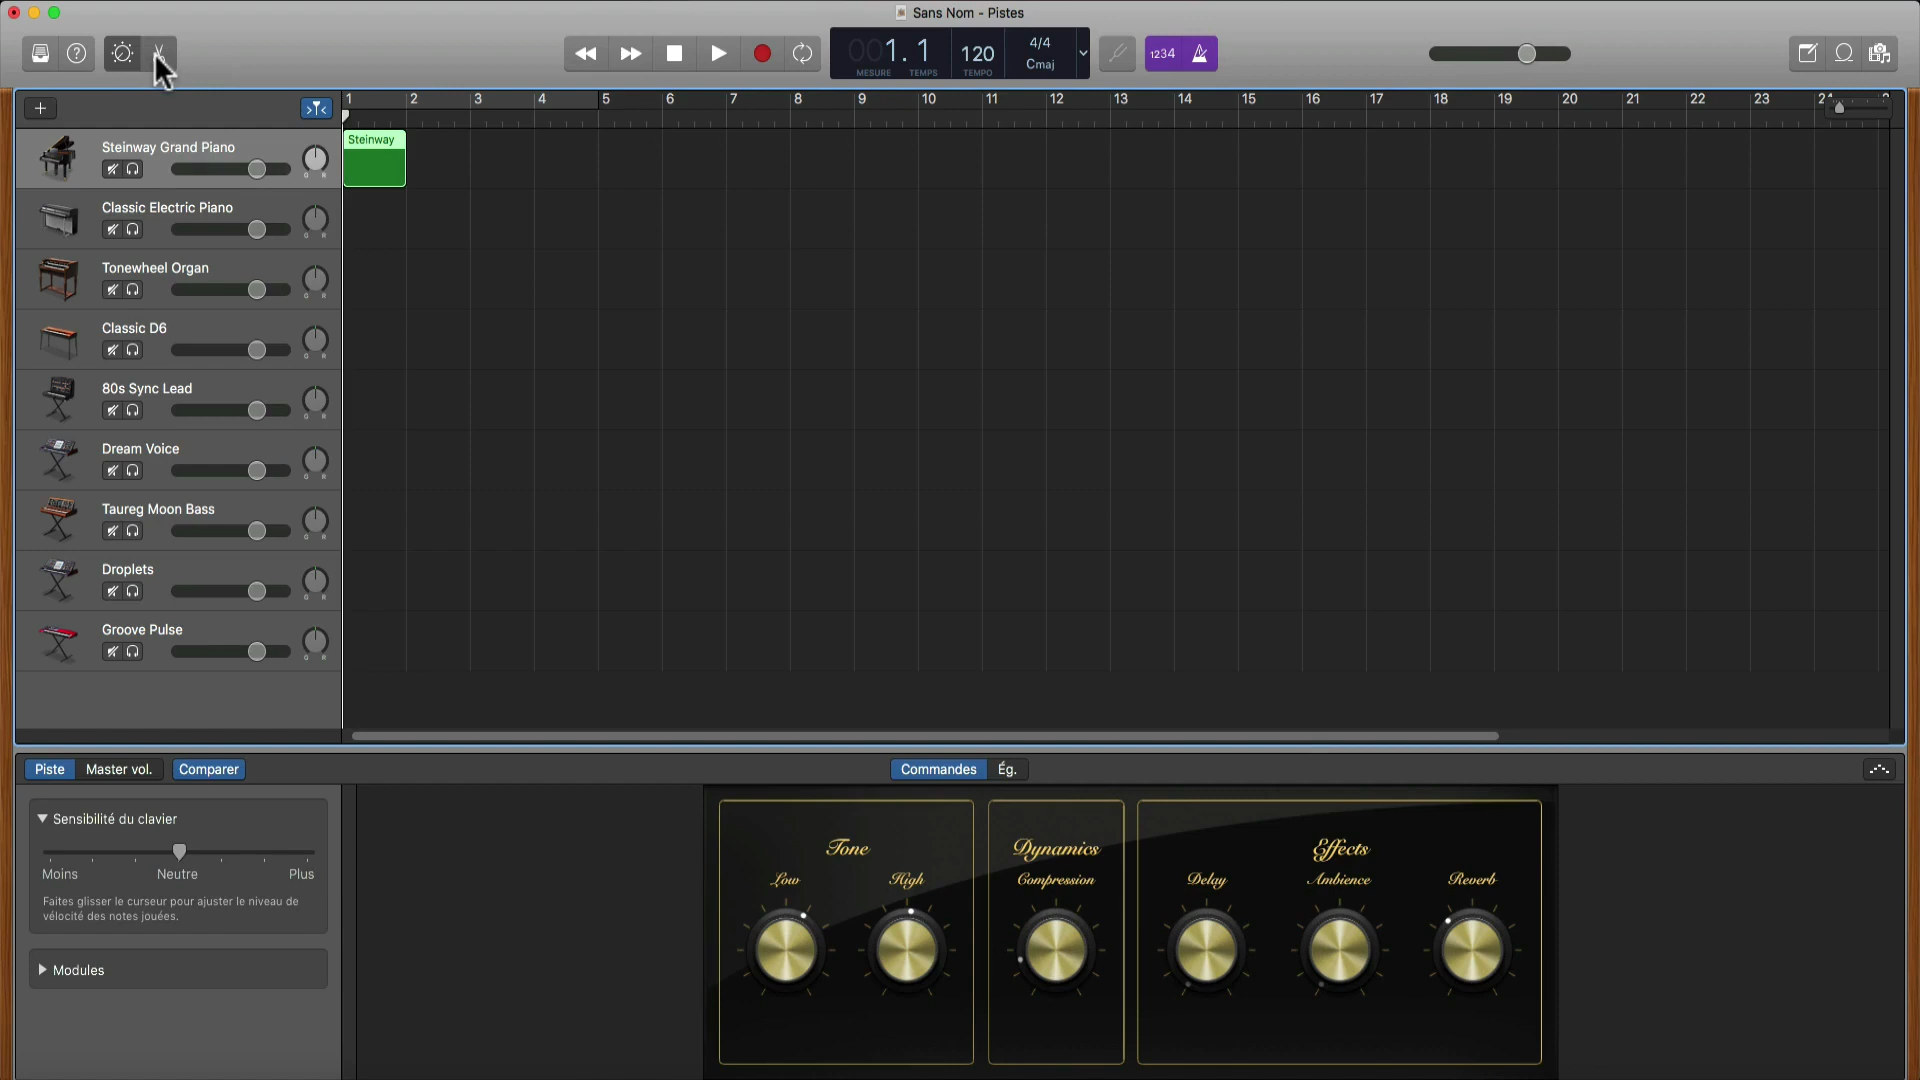 Sans Nom - Pistes
001.1
MESURE TEMPS
120
TEMPO
4/4
Cmaj
1234
1 2 3 4 5 6 7 8 9 10 11 12 13 14 15 16 17 18 19 20 21 22 23
Steinway Grand Piano
G R
Steinway
Classic Electric Piano
G R
Tonewheel Organ
G R
Classic D6
G R
80s Sync Lead
G R
Dream Voice
G R
Taureg Moon Bass
G R
Droplets
G R
Groove Pulse
G R
Piste Master vol. Comparer
Commandes Ég.
Sensibilité du clavier
Moins Neutre Plus
Faites glisser le curseur pour ajuster le niveau de
vélocité des notes jouées.
Modules
Tone
Low High
Dynamics
Compression
Effects
Delay Ambience Reverb